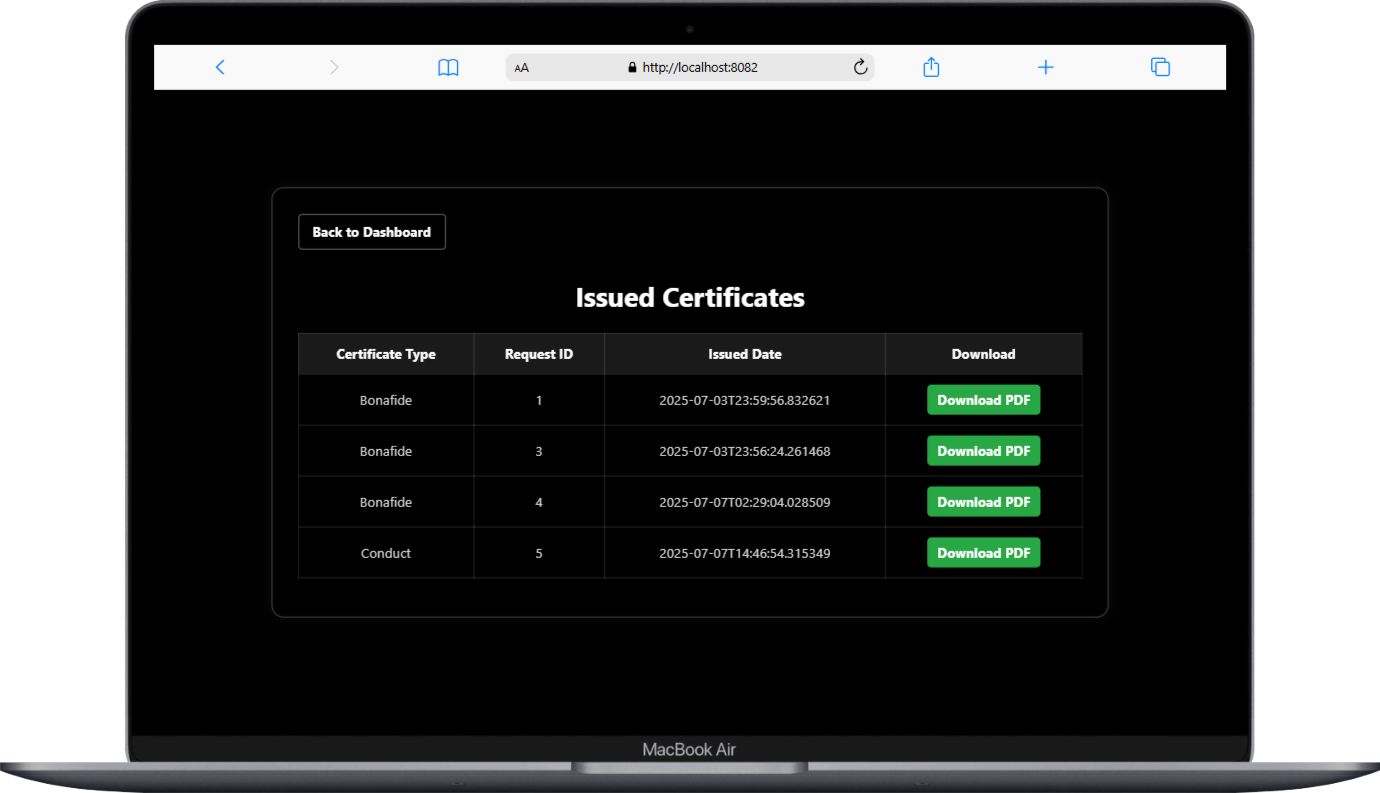 AA http://localhost:8082
Back to Dashboard
Issued Certificates
Certificate Type Request ID Issued Date Download
Bonafide 1 2025-07-03T23:59:56.832621 Download PDF
Bonafide 3 2025-07-03T23:56:24.261468 Download PDF
Bonafide 4 2025-07-07T02:29:04.028509 Download PDF
Conduct 5 2025-07-07T14:46:54.315349 Download PDF
MacBook Air